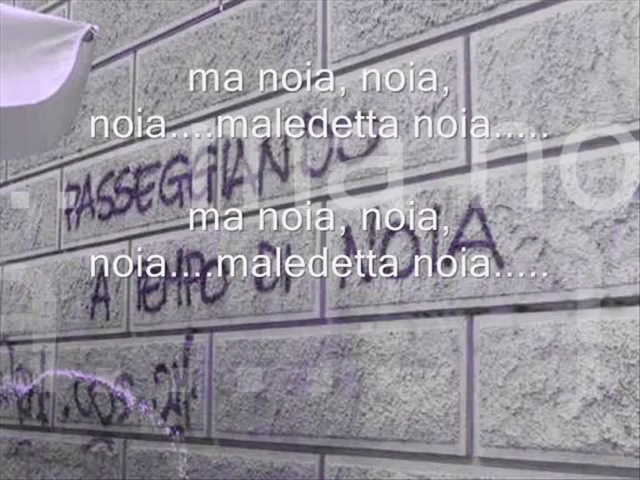 ma noia, noia,
noia....maledetta noia.....
PASSEGGIANDO
ma noia, noia,
noia....maledetta noia.....
A TEMPO DI NOIA